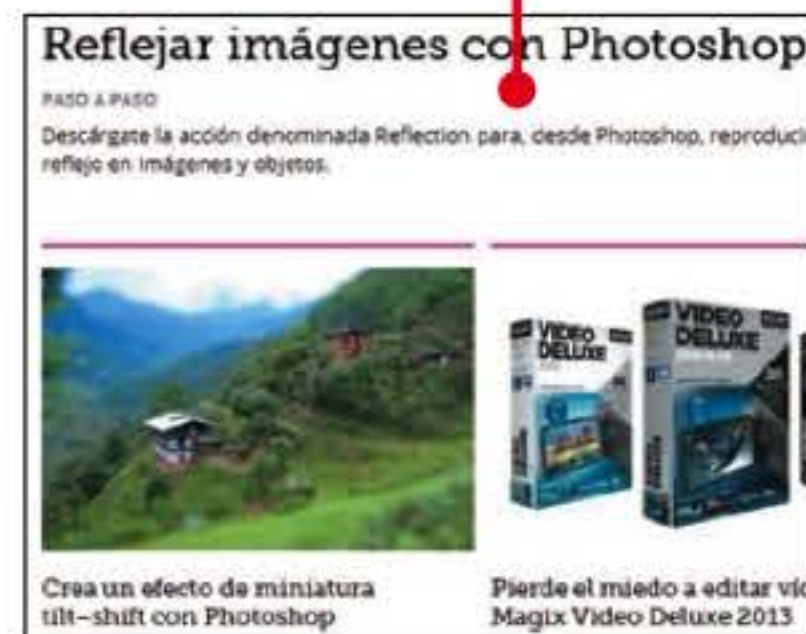 Reflejar imágenes con Photoshop
PASO A PASO
Descárgate la acción denominada Reflection para, desde Photoshop, reproducir
reflejo en imágenes y objetos.
VIDEO
DELUXE
VIDEO
DELUXE
Crea un efecto de miniatura
tilt-shift con Photoshop
Pierde el miedo a editar
Magix Video Deluxe 2013